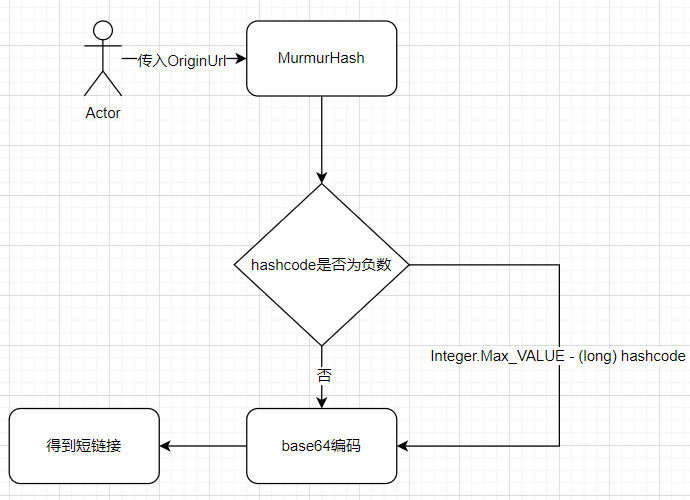 传入OriginUrl
MurmurHash
Actor
hashcode是否为负数
Integer.Max_VALUE - (long) hashcode
否
得到短链接
base64编码